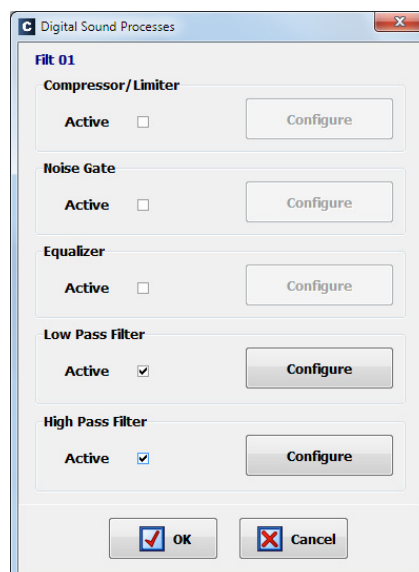 C Digital Sound Processes X
Filt 01
Compressor/Limiter
Active Configure
Noise Gate
Active Configure
Equalizer
Active Configure
Low Pass Filter
Active Configure
High Pass Filter
Active Configure
OK Cancel